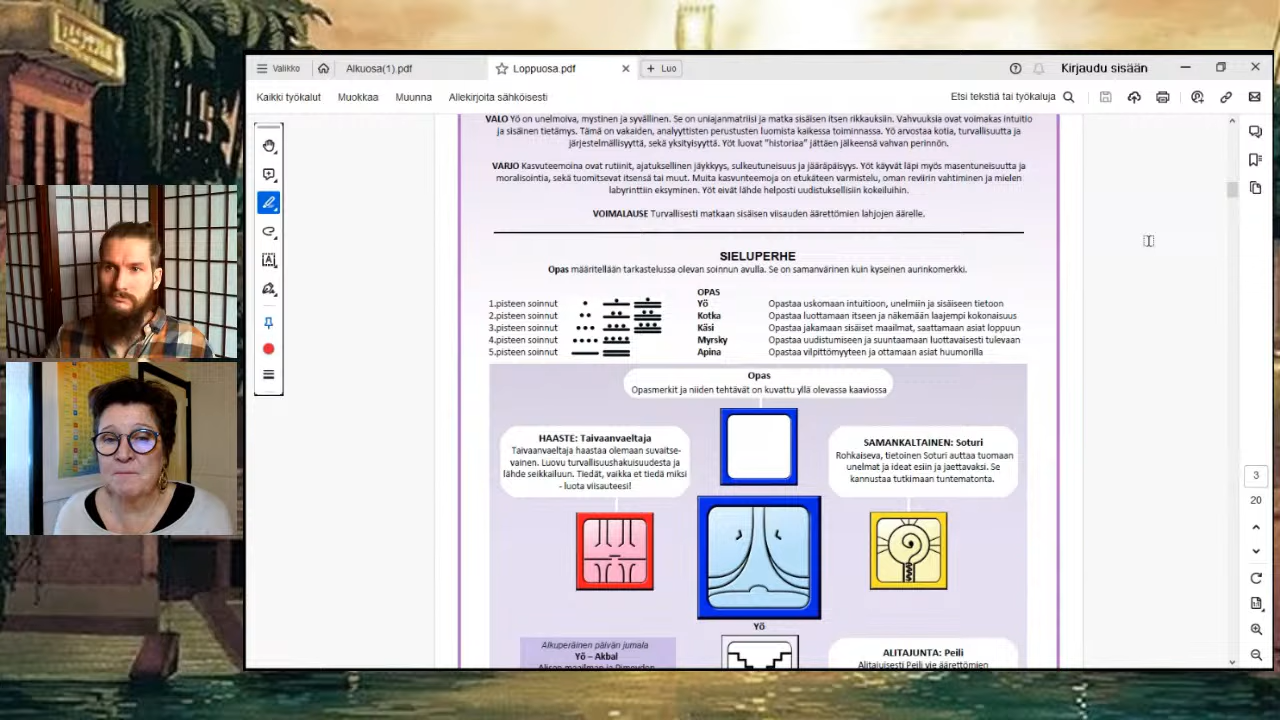 Valikko
Alkuosa(1).pdf
Loppuosa.pdf
Luo
Kirjaudu sisään
Kaikki työkalut
Muokkaa
Muunna
Allekirjoita sähköisesti
Etsi tekstiä tai työkaluja
VALO Yö on unelmoiva, mystinen ja syvällinen. Se on uniajanmatriisi ja matka sisäisen itsen rikkauksiin. Vahvuuksia ovat voimakas intuitio
ja sisäinen tietämys. Tämä on vakaiden, analyyttisten perustusten luomista kaikessa toiminnassa. Yö arvostaa kotia, turvallisuutta ja
järjestelmällisyyttä, sekä yksityisyyttä. Yöt luovat "historiaa" jättäen jälkeensä vahvan perinnön.
VARJO Kasvuteemoina ovat rutiinit, ajatuksellinen jäykkyys, sulkeutuneisuus ja jääräpäisyys. Yöt käyvät läpi myös masentuneisuutta ja
moralisointia, sekä tuomitsevat itsensä tai muut. Muita kasvunteemoja on etukäteen varmistelu, oman reviirin vahtiminen ja mielen
labyrinttiin eksyminen. Yöt eivät lähde helposti uudistuksellisiin kokeiluihin.
VOIMALAUSE Turvallisesti matkaan sisäisen viisauden äärettömien lahjojen äärelle.
SIELUPERHE
Opas määritellään tarkastelussa olevan soinnun avulla. Se on samanvärinen kuin kyseinen aurinkomerkki.
OPAS
1.pisteen soinnut Yö Opastaa uskomaan intuitioon, unelmiin ja sisäiseen tietoon
2.pisteen soinnut Kotka Opastaa luottamaan itseen ja näkemään laajempi kokonaisuus
3.pisteen soinnut Käsi Opastaa jakamaan sisäiset maailmat, saattamaan asiat loppuun
4.pisteen soinnut Myrsky Opastaa uudistumiseen ja suuntaamaan luottavaisesti tulevaan
5.pisteen soinnut Apina Opastaa vilpittömyyteen ja ottamaan asiat huumorilla
Opas
Opasmerkit ja niiden tehtävät on kuvattu yllä olevassa kaaviossa
HAASTE: Taivaanvaeltaja
Taivaanvaeltaja haastaa olemaan suvaitse-
vainen. Luovu turvallisuushakuisuudesta ja
lähde seikkailuun. Tiedät, vaikka et tiedä miksi
- luota viisauteesi!
SAMANKALTAINEN: Soturi
Rohkaiseva, tietoinen Soturi auttaa tuomaan
unelmat ja ideat esiin ja jaettavaksi. Se
kannustaa tutkimaan tuntematonta.
3
20
Yö
Alkuperäinen päivän jumala
Yö – Akbal
ALITAJUNTA: Peili
Alitajuisesti Peili vie äärettömien